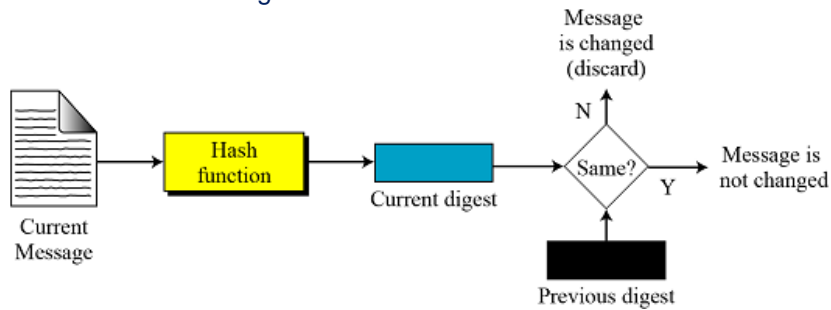 Message
is changed
(discard)
N
Hash
function
Same?
Message is
not changed
Y
Current digest
Current
Message
Previous digest